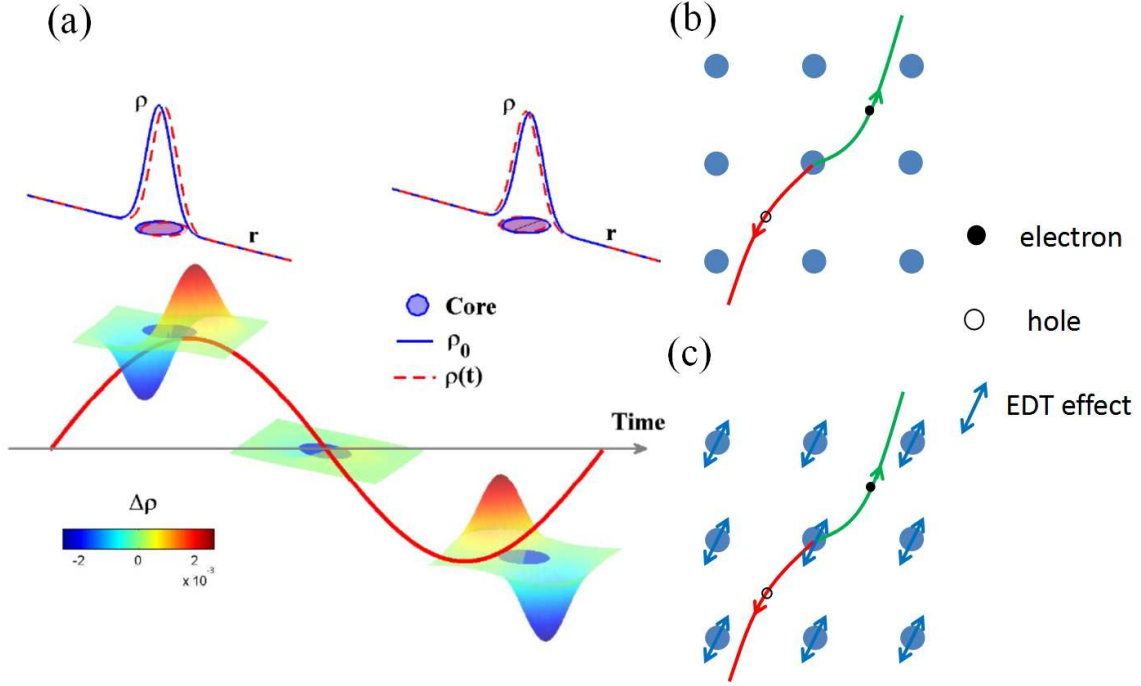 (a)
ρ
r
ρ
r
Core
ρ0
ρ(t)
Time
Δρ
-2 0 2
x 10-3
(b)
electron
hole
(c)
EDT effect